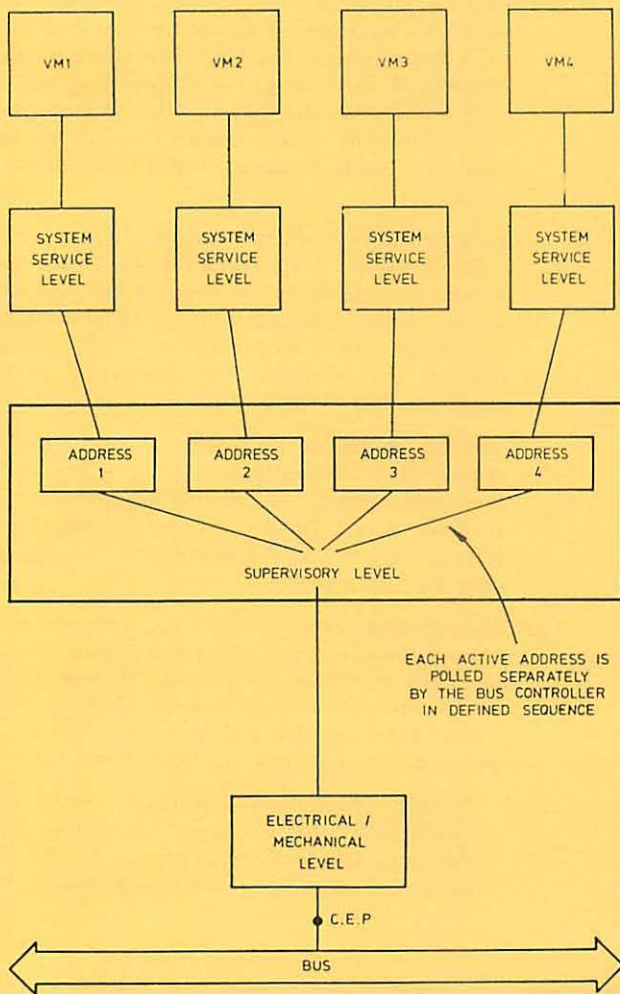 VM1
VM2
VM3
VM4
SYSTEM
SERVICE
LEVEL
SYSTEM
SERVICE
LEVEL
SYSTEM
SERVICE
LEVEL
SYSTEM
SERVICE
LEVEL
ADDRESS
1
ADDRESS
2
ADDRESS
3
ADDRESS
4
SUPERVISORY LEVEL
EACH ACTIVE ADDRESS IS
POLLED SEPARATELY
BY THE BUS CONTROLLER
IN DEFINED SEQUENCE
ELECTRICAL /
MECHANICAL
LEVEL
C.E.P
BUS